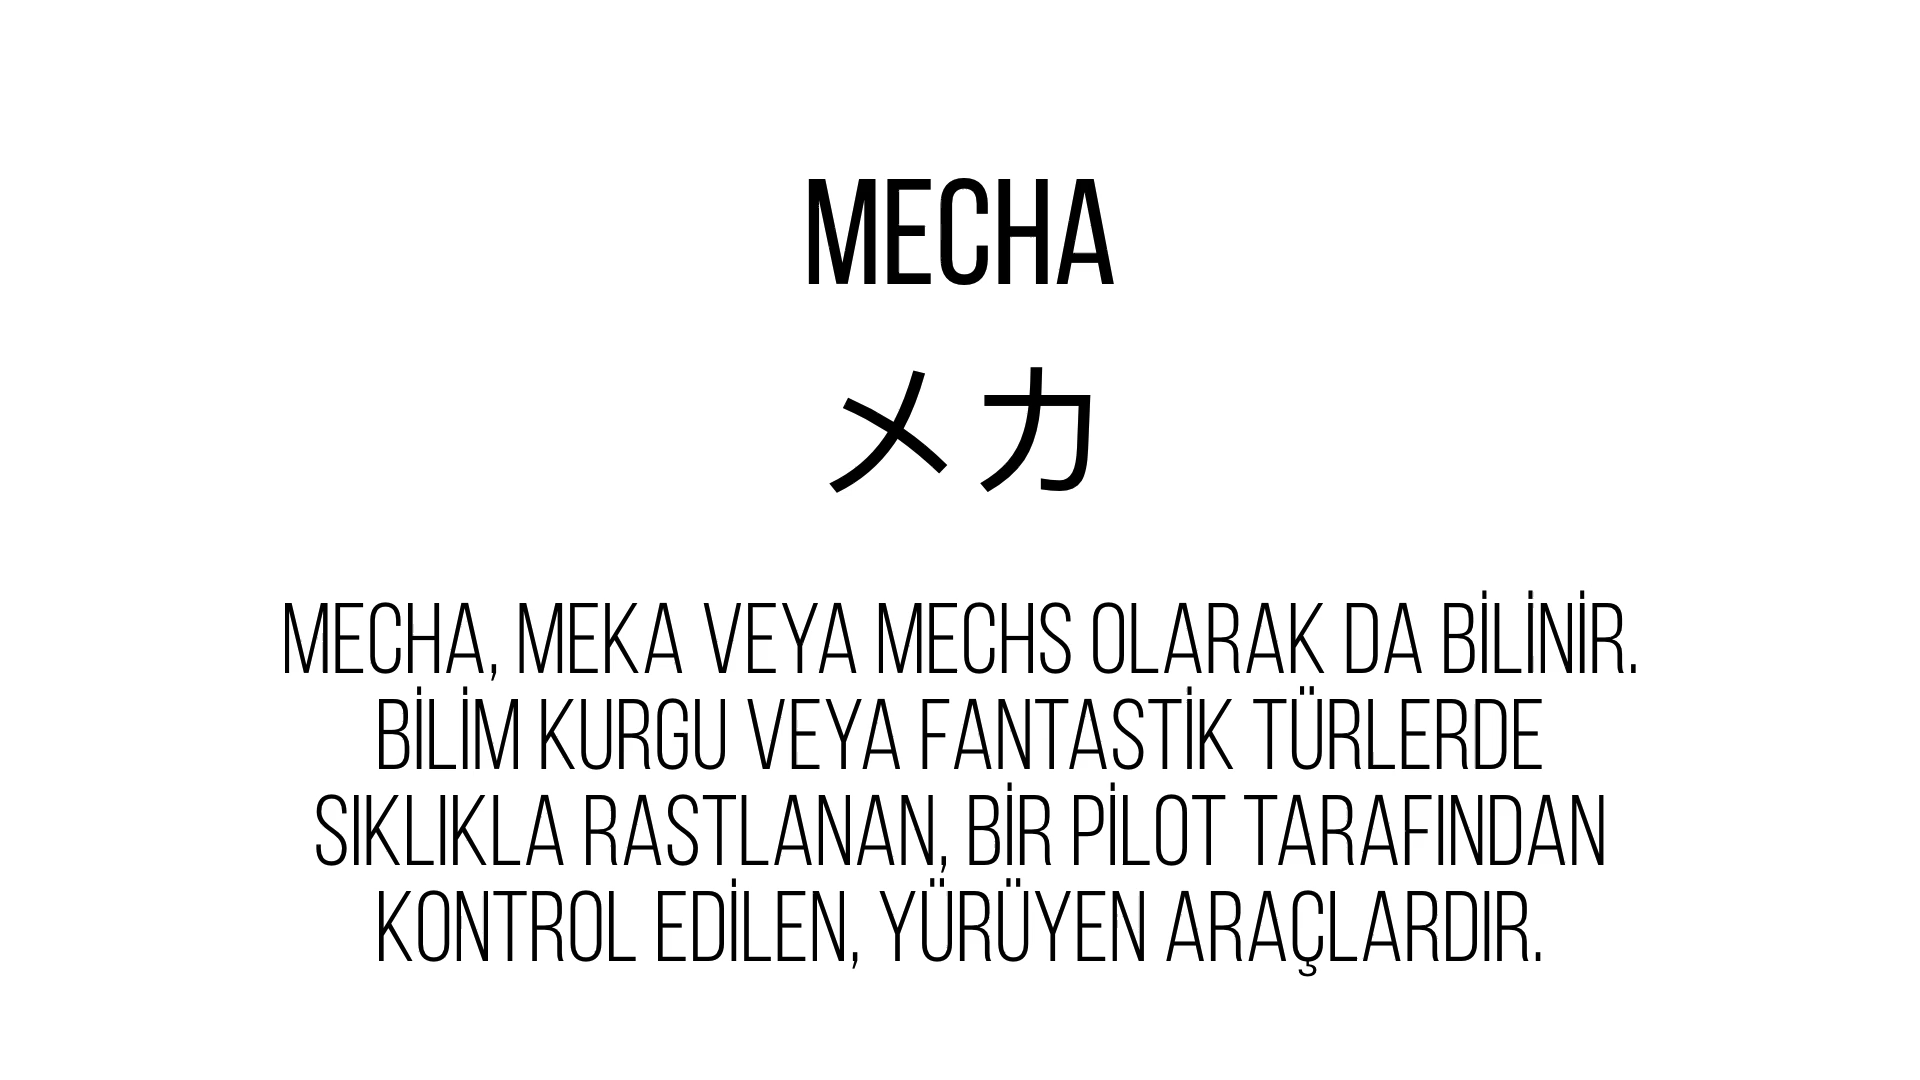 MECHA
メカ
MECHA, MEKA VEYA MECHS OLARAK DA BİLİNİR.
BİLİM KURGU VEYA FANTASTİK TÜRLERDE
SIKLIKLA RASTLANAN, BİR PİLOT TARAFINDAN
KONTROL EDİLEN, YÜRÜYEN ARAÇLARDIR.